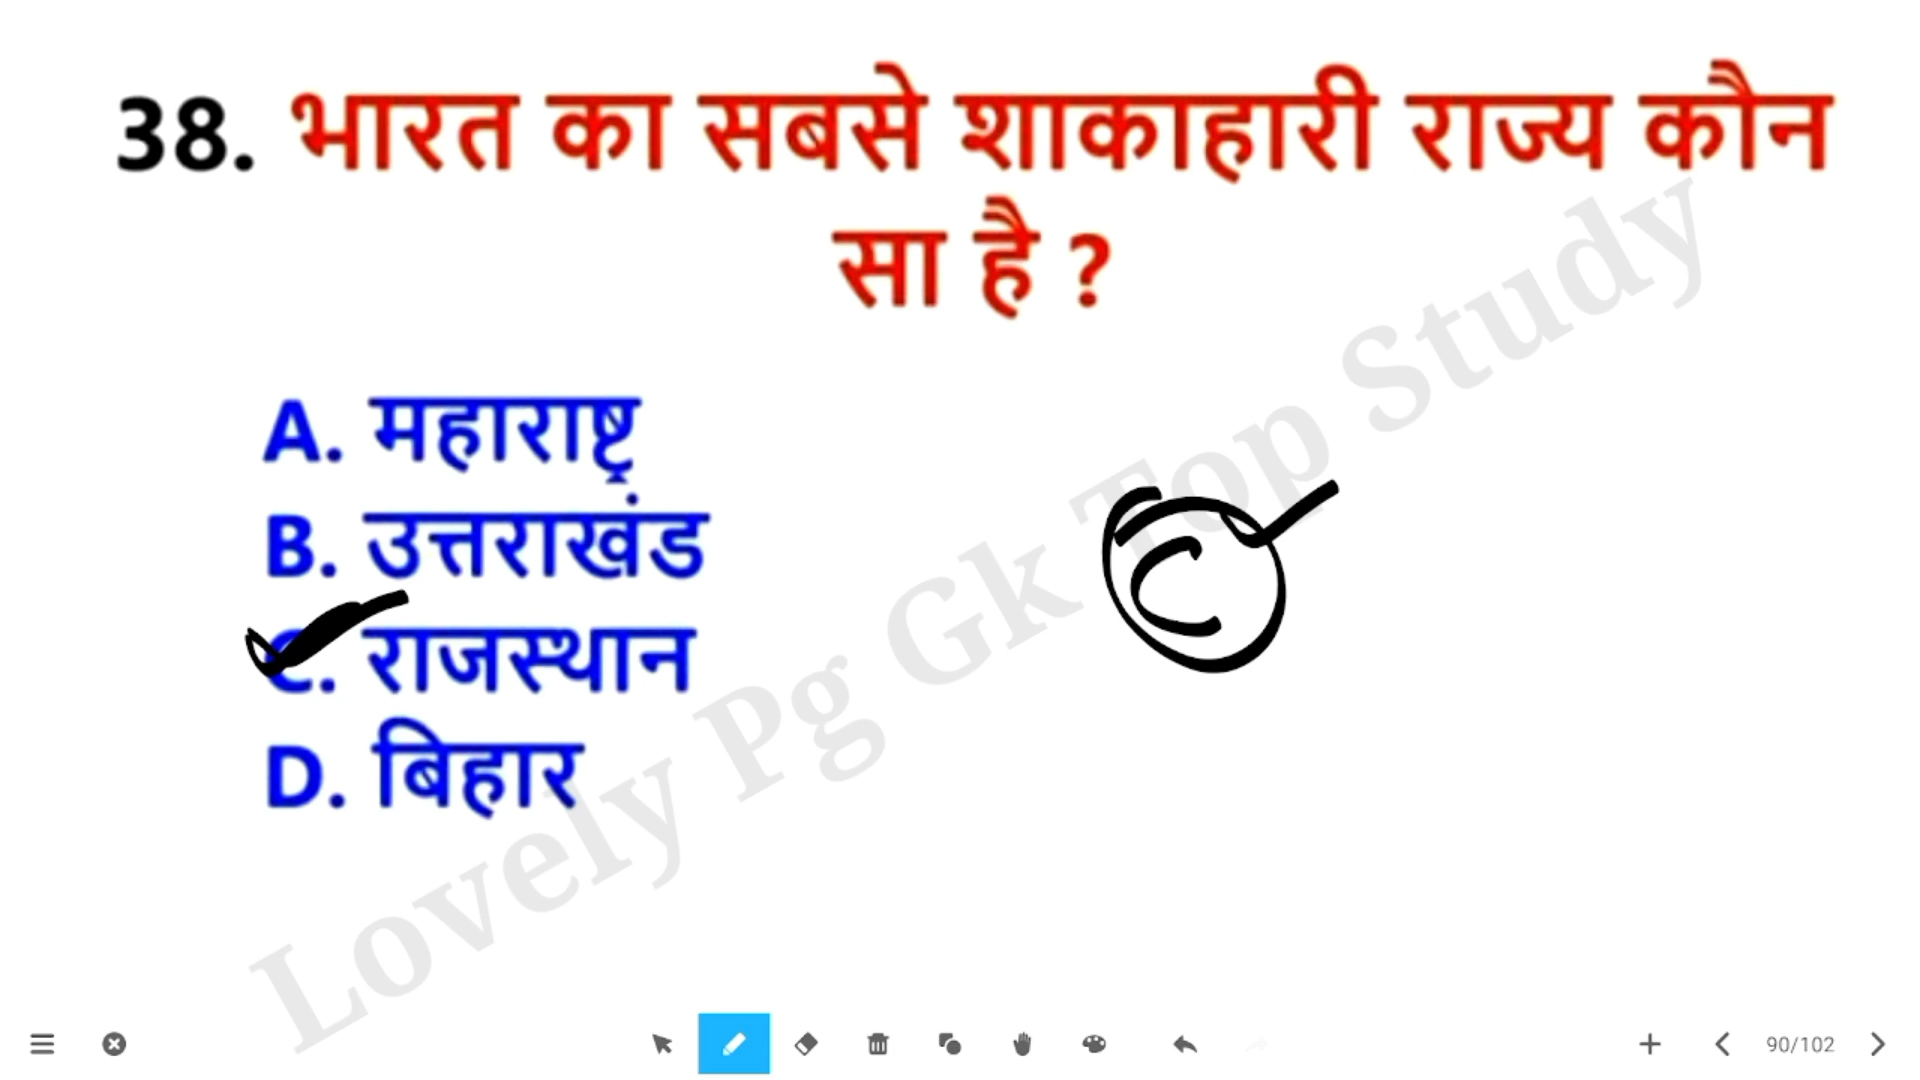 38. भारत का सबसे शाकाहारी राज्य कौन
सा है ?
A. महाराष्ट्र
B. उत्तराखंड
C. राजस्थान
D. बिहार
C
Lovely Pg Gk Top Study
90/102